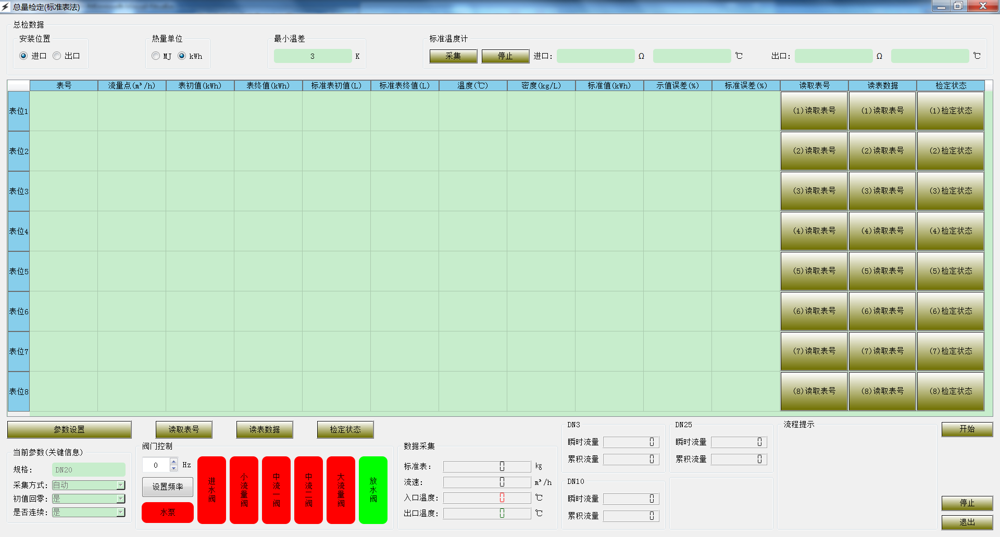 总量检定(标准表法)
总检数据
安装位置 热量单位 最小温差 标准温度计
进口 出口 MJ kWh 3 K 采集 停止 进口: Ω ℃ 出口: Ω ℃
表号 流量点(m³/h) 表初值(kWh) 表终值(kWh) 标准表初值(L) 标准表终值(L) 温度(℃) 密度(kg/L) 标准值(kWh) 示值误差(%) 标准误差(%) 读取表号 读表数据 检定状态
表位1 (1)读取表号 (1)读取表号 (1)检定状态
表位2 (2)读取表号 (2)读取表号 (2)检定状态
表位3 (3)读取表号 (3)读取表号 (3)检定状态
表位4 (4)读取表号 (4)读取表号 (4)检定状态
表位5 (5)读取表号 (5)读取表号 (5)检定状态
表位6 (6)读取表号 (6)读取表号 (6)检定状态
表位7 (7)读取表号 (7)读取表号 (7)检定状态
表位8 (8)读取表号 (8)读取表号 (8)检定状态
参数设置 读取表号 读表数据 检定状态
当前参数(关键信息)
规格: DN20
采集方式: 自动
初值回零: 是
是否连续: 是
阀门控制
0 Hz
设置频率
水泵
进水阀
小流量阀
中流一阀
中流二阀
大流量阀
放水阀
数据采集
标准表: 0 kg
流速: 0 m³/h
入口温度: 0 ℃
出口温度: 0 ℃
DN3
瞬时流量 0
累积流量 0
DN25
瞬时流量 0
累积流量 0
DN10
瞬时流量 0
累积流量 0
流程提示
开始
停止
退出